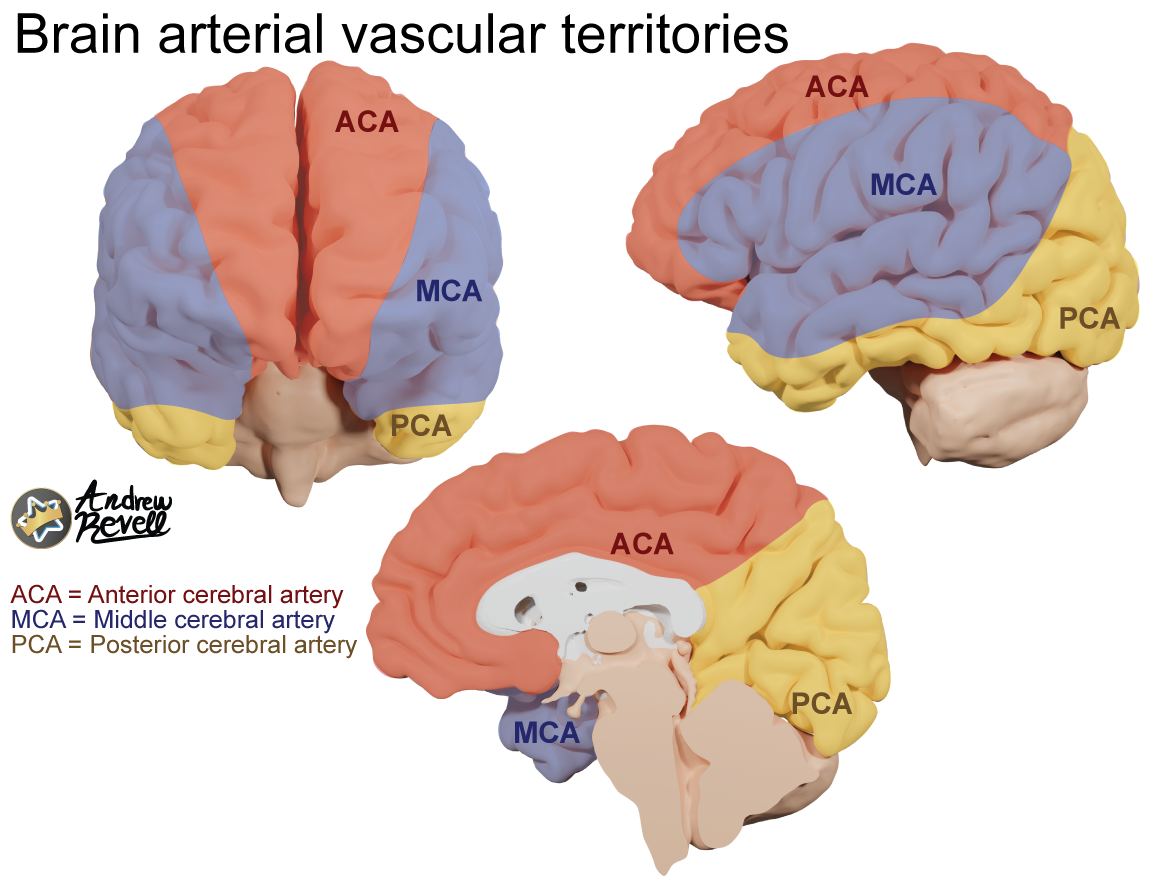 Brain arterial vascular territories
ACA
MCA
PCA
ACA
MCA
PCA
Andrew
Revell
ACA = Anterior cerebral artery
MCA = Middle cerebral artery
PCA = Posterior cerebral artery
ACA
MCA
PCA